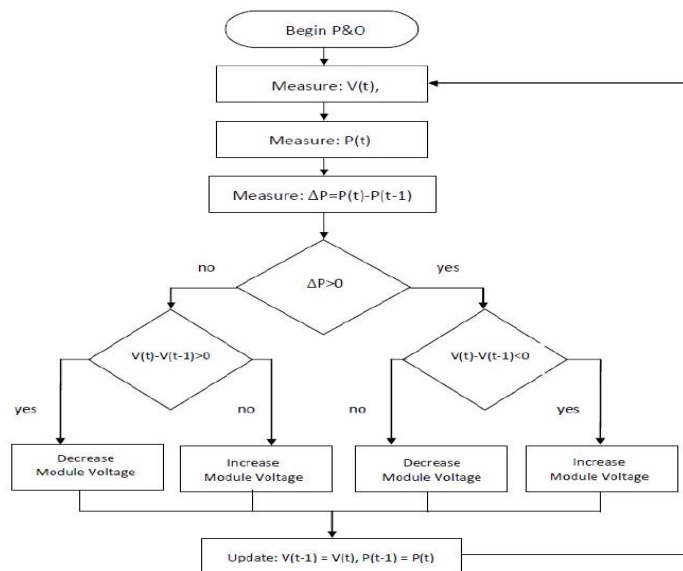 Begin P&O
Measure: V(t),
Measure: P(t)
Measure: ΔP=P(t)-P(t-1)
no
yes
ΔP>0
V(t)-V(t-1)>0
V(t)-V(t-1)<0
yes
no
no
yes
Decrease
Module Voltage
Increase
Module Voltage
Decrease
Module Voltage
Increase
Module Voltage
Update: V(t-1) = V(t), P(t-1) = P(t)